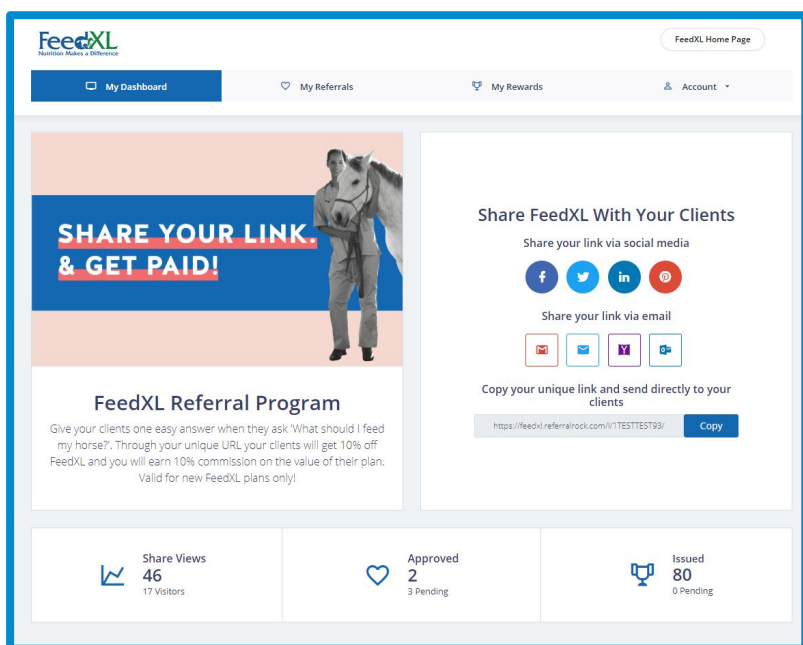 FeedXL
Nutrition Makes a Difference
FeedXL Home Page
My Dashboard
My Referrals
My Rewards
Account
SHARE YOUR LINK.
& GET PAID!
FeedXL Referral Program
Give your clients one easy answer when they ask 'What should I feed
my horse?'. Through your unique URL your clients will get 10% off
FeedXL and you will earn 10% commission on the value of their plan.
Valid for new FeedXL plans only!
Share FeedXL With Your Clients
Share your link via social media
Share your link via email
Copy your unique link and send directly to your
clients
https://feedxl.referralrock.com/l/1TESTTEST93/
Copy
Share Views
46
17 Visitors
Approved
2
3 Pending
Issued
80
0 Pending